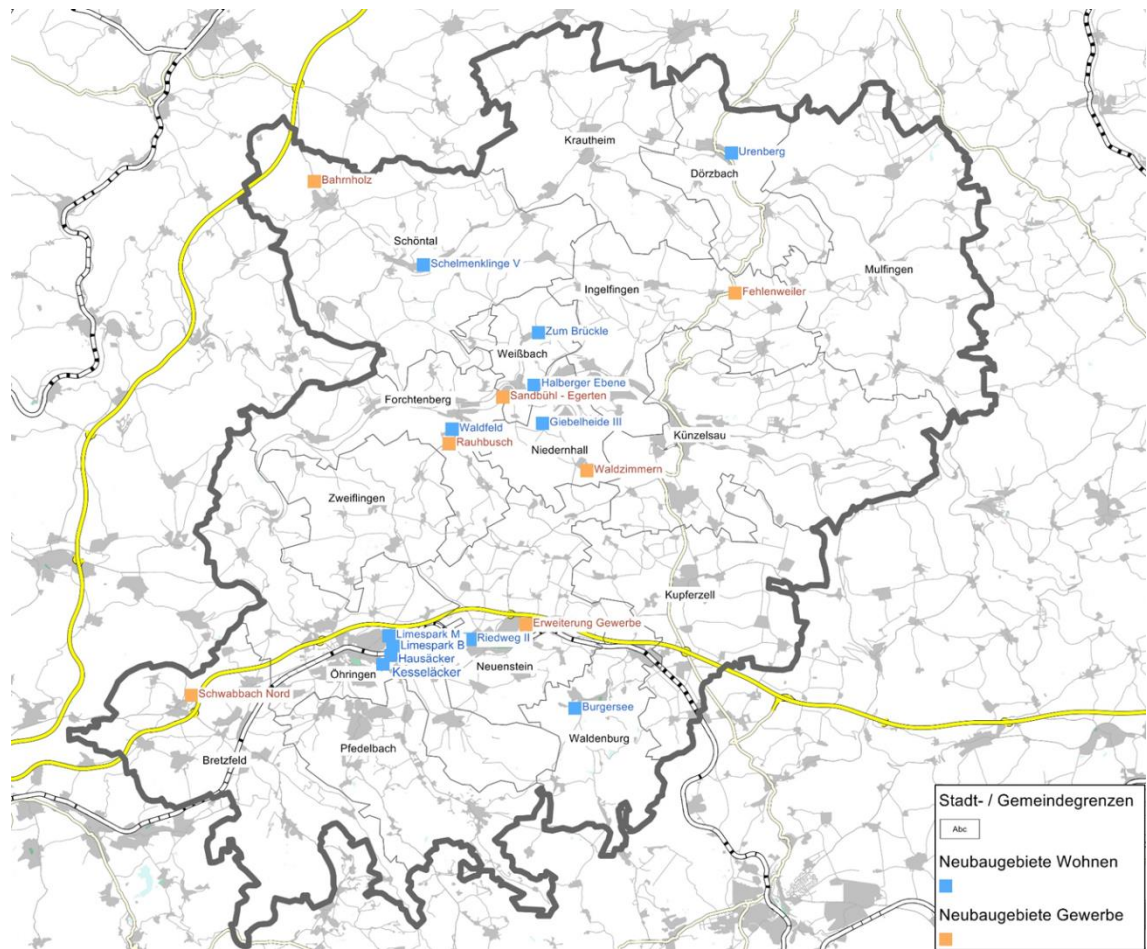 Krautheim
Urenberg
Dörzbach
Bahrnholz
Schöntal
Schelmenklinge V
Mulfingen
Ingelfingen
Fehlenweiler
Zum Brückle
Weißbach
Halberger Ebene
Forchtenberg
Sandbühl - Egerten
Waldfeld
Giebelheide III
Rauhbusch
Künzelsau
Niedernhall
Waldzimmern
Zweiflingen
Kupferzell
Erweiterung Gewerbe
Limespark M
Riedweg II
Limespark B
Hausäcker
Neuenstein
Kesseläcker
Öhringen
Schwabbach Nord
Burgersee
Waldenburg
Pfedelbach
Bretzfeld
Stadt- / Gemeindegrenzen
Abc
Neubaugebiete Wohnen
Neubaugebiete Gewerbe